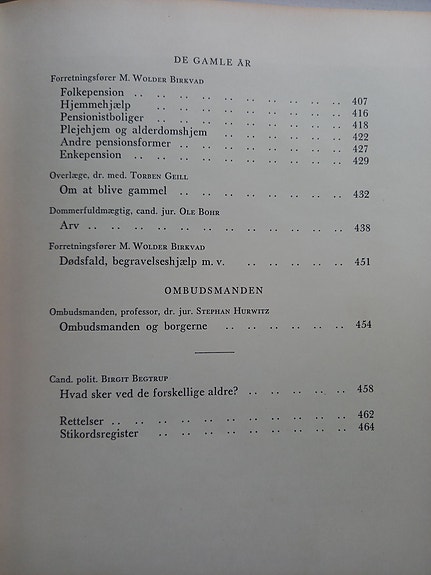 DE GAMLE ÅR
Forretningsfører M. WOLDER BIRKVAD
Folkepension .. .. .. .. .. .. .. .. .. .. 407
Hjemmehjælp .. .. .. .. .. .. .. .. .. 416
Pensionistboliger .. .. .. .. .. .. .. .. .. 418
Plejehjem og alderdomshjem .. .. .. .. .. .. 422
Andre pensionsformer .. .. .. .. .. .. .. .. 427
Enkepension .. .. .. .. .. .. .. .. .. .. 429
Overlæge, dr. med. TORBEN GEILL
Om at blive gammel .. .. .. .. .. .. .. .. 432
Dommerfuldmægtig, cand. jur. OLE BOHR
Arv .. .. .. .. .. .. .. .. .. .. .. .. 438
Forretningsfører M. WOLDER BIRKVAD
Dødsfald, begravelseshjælp m. v. .. .. .. .. .. .. 451
OMBUDSMANDEN
Ombudsmanden, professor, dr. jur. STEPHAN HURWITZ
Ombudsmanden og borgerne .. .. .. .. .. .. 454
Cand. polit. BIRGIT BEGTRUP
Hvad sker ved de forskellige aldre? .. .. .. .. .. 458
Rettelser .. .. .. .. .. .. .. .. .. .. .. 462
Stikordsregister .. .. .. .. .. .. .. .. .. 464